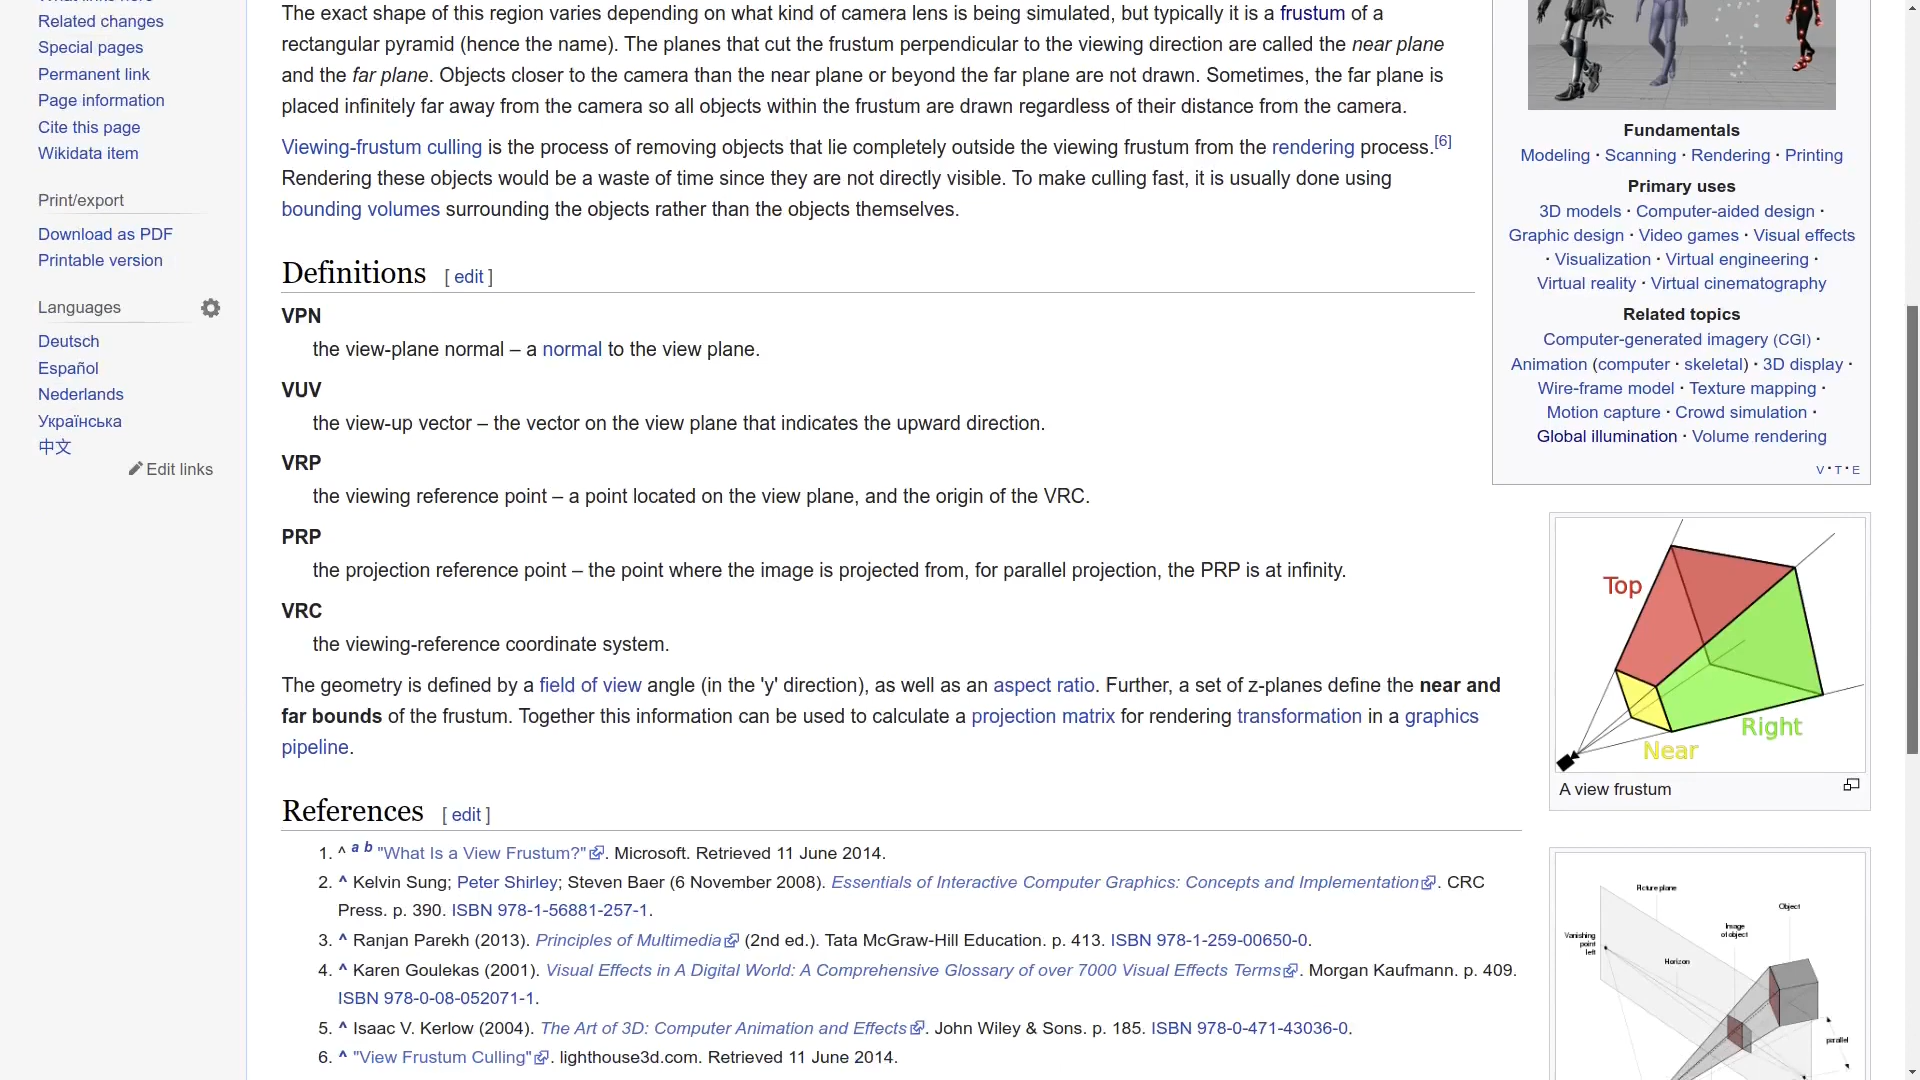 What links here
Related changes
Special pages
Permanent link
Page information
Cite this page
Wikidata item
Print/export
Download as PDF
Printable version
Languages
Deutsch
Español
Nederlands
Українська
中文
Edit links
The exact shape of this region varies depending on what kind of camera lens is being simulated, but typically it is a frustum of a
rectangular pyramid (hence the name). The planes that cut the frustum perpendicular to the viewing direction are called the near plane
and the far plane. Objects closer to the camera than the near plane or beyond the far plane are not drawn. Sometimes, the far plane is
placed infinitely far away from the camera so all objects within the frustum are drawn regardless of their distance from the camera.
Viewing-frustum culling is the process of removing objects that lie completely outside the viewing frustum from the rendering process.[6]
Rendering these objects would be a waste of time since they are not directly visible. To make culling fast, it is usually done using
bounding volumes surrounding the objects rather than the objects themselves.
Definitions [ edit ]
VPN
the view-plane normal – a normal to the view plane.
VUV
the view-up vector – the vector on the view plane that indicates the upward direction.
VRP
the viewing reference point – a point located on the view plane, and the origin of the VRC.
PRP
the projection reference point – the point where the image is projected from, for parallel projection, the PRP is at infinity.
VRC
the viewing-reference coordinate system.
The geometry is defined by a field of view angle (in the 'y' direction), as well as an aspect ratio. Further, a set of z-planes define the near and
far bounds of the frustum. Together this information can be used to calculate a projection matrix for rendering transformation in a graphics
pipeline.
References [ edit ]
1. ^ a b "What Is a View Frustum?". Microsoft. Retrieved 11 June 2014.
2. ^ Kelvin Sung; Peter Shirley; Steven Baer (6 November 2008). Essentials of Interactive Computer Graphics: Concepts and Implementation. CRC
Press. p. 390. ISBN 978-1-56881-257-1.
3. ^ Ranjan Parekh (2013). Principles of Multimedia (2nd ed.). Tata McGraw-Hill Education. p. 413. ISBN 978-1-259-00650-0.
4. ^ Karen Goulekas (2001). Visual Effects in A Digital World: A Comprehensive Glossary of over 7000 Visual Effects Terms. Morgan Kaufmann. p. 409.
ISBN 978-0-08-052071-1.
5. ^ Isaac V. Kerlow (2004). The Art of 3D: Computer Animation and Effects. John Wiley & Sons. p. 185. ISBN 978-0-471-43036-0.
6. ^ "View Frustum Culling". lighthouse3d.com. Retrieved 11 June 2014.
Fundamentals
Modeling · Scanning · Rendering · Printing
Primary uses
3D models · Computer-aided design ·
Graphic design · Video games · Visual effects
· Visualization · Virtual engineering ·
Virtual reality · Virtual cinematography
Related topics
Computer-generated imagery (CGI) ·
Animation (computer · skeletal) · 3D display ·
Wire-frame model · Texture mapping ·
Motion capture · Crowd simulation ·
Global illumination · Volume rendering
V · T · E
Top
Right
Near
A view frustum
Picture plane
Object
Image
of object
Vanishing
point
left
Horizon
parallel